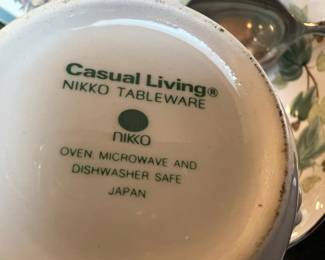 Casual Living®
NIKKO TABLEWARE
NIKKO
OVEN MICROWAVE AND
DISHWASHER SAFE
JAPAN